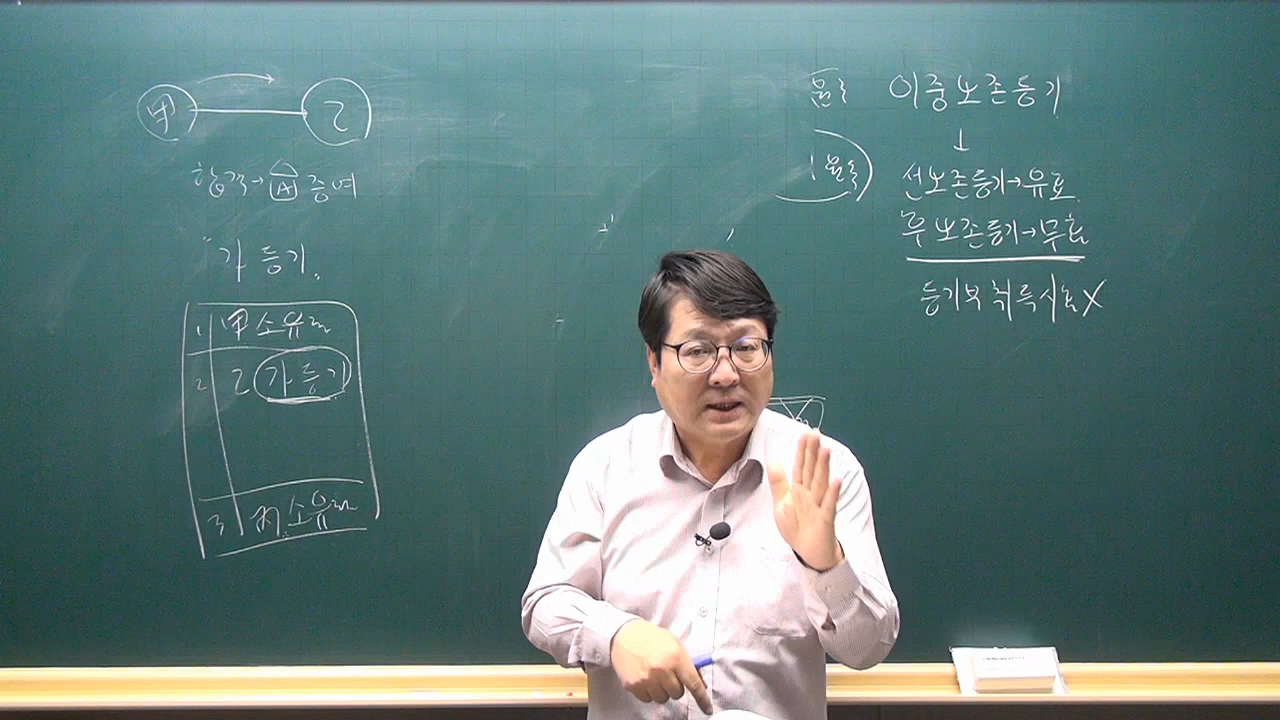 甲 乙
합격→ A 증여
가등기.
1 甲 소유권
2 乙 가등기
3 丙 소유권
이중보존등기
↓
선보존등기→유효
후보존등기→무효
등기부취득시효X